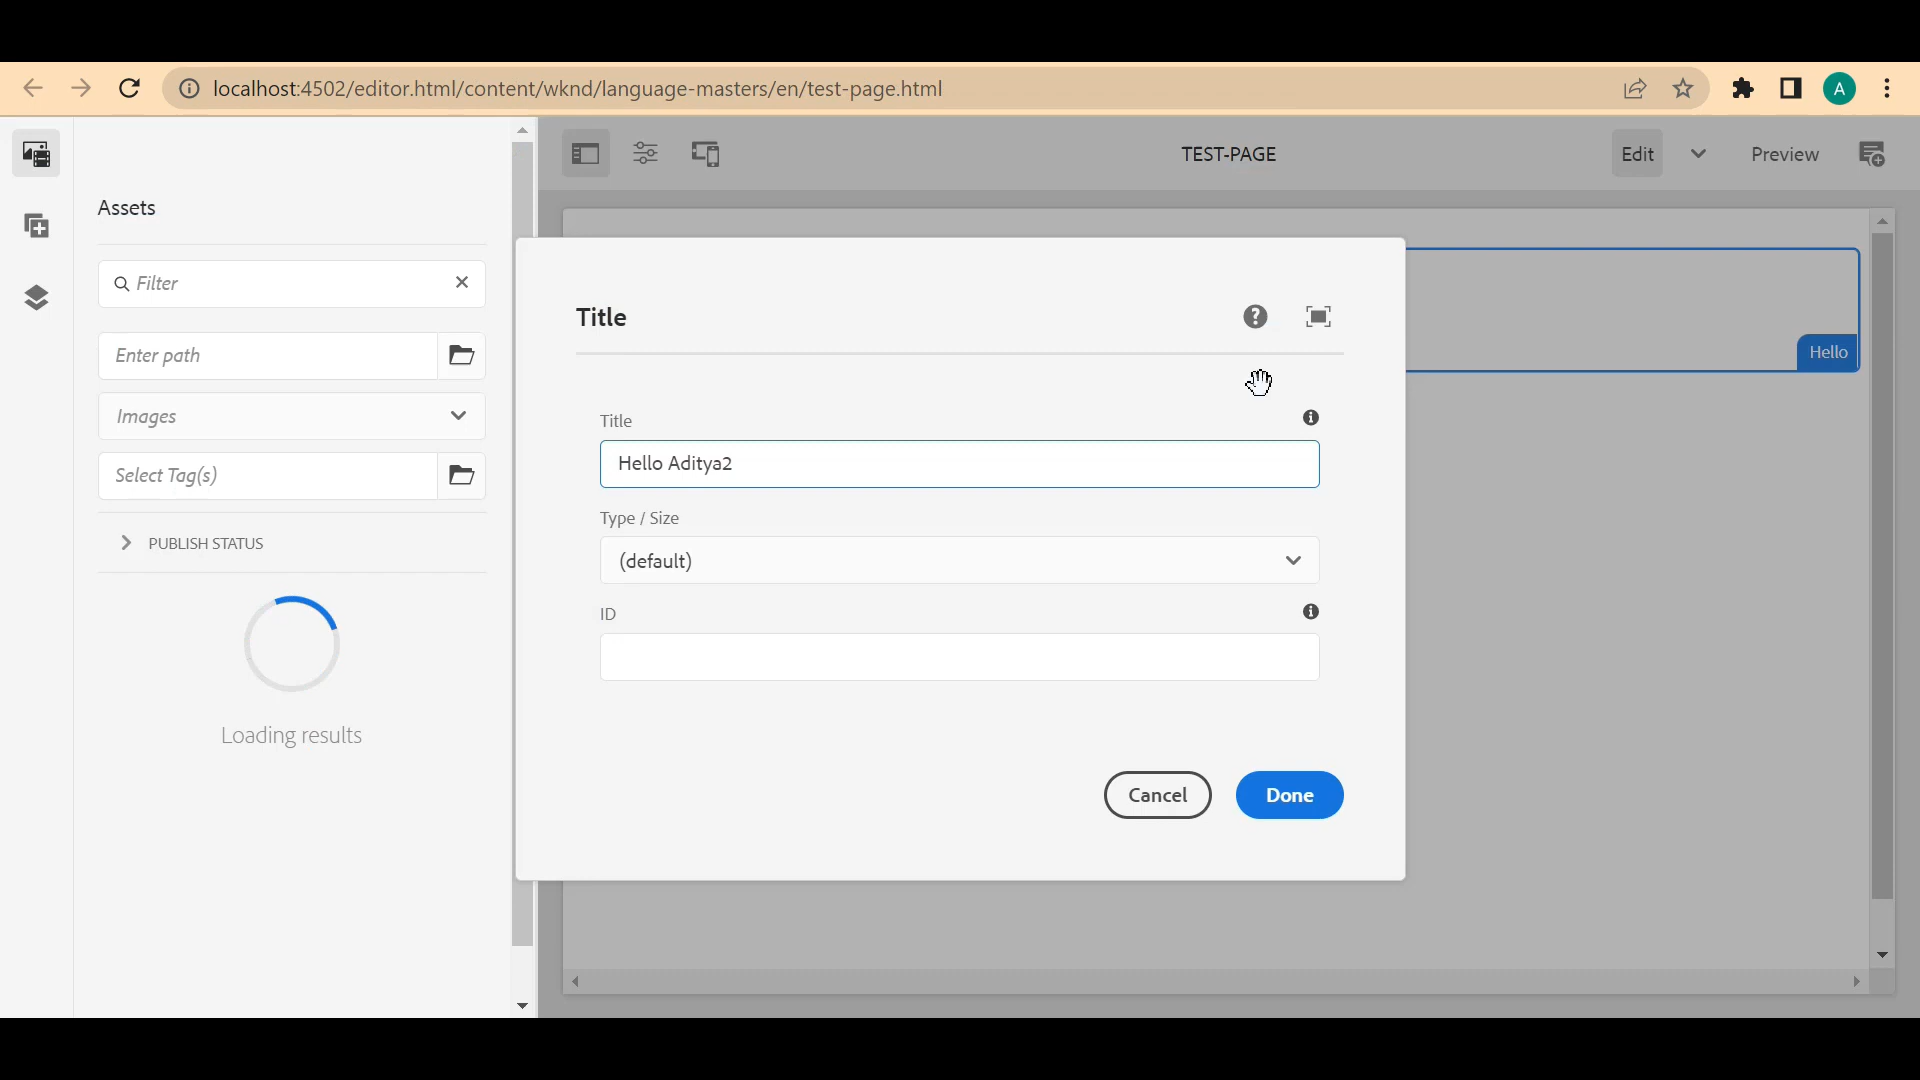 localhost:4502/editor.html/content/wknd/language-masters/en/test-page.html
A
TEST-PAGE
Edit
Preview
Assets
Filter
Enter path
Images
Select Tag(s)
PUBLISH STATUS
Loading results
Hello
Title
Title
Hello Aditya2
Type / Size
(default)
ID
Cancel
Done